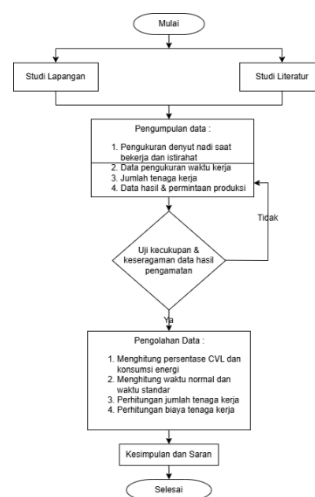 Mulai
Studi Lapangan
Studi Literatur
Pengumpulan data :
1. Pengukuran denyut nadi saat
bekerja dan istirahat
2. Data pengukuran waktu kerja
3. Jumlah tenaga kerja
4. Data hasil & permintaan produksi
Tidak
Uji kecukupan &
keseragaman data hasil
pengamatan
Ya
Pengolahan Data :
1. Menghitung persentase CVL dan
konsumsi energi
2. Menghitung waktu normal dan
waktu standar
3. Perhitungan jumlah tenaga kerja
4. Perhitungan biaya tenaga kerja
Kesimpulan dan Saran
Selesai